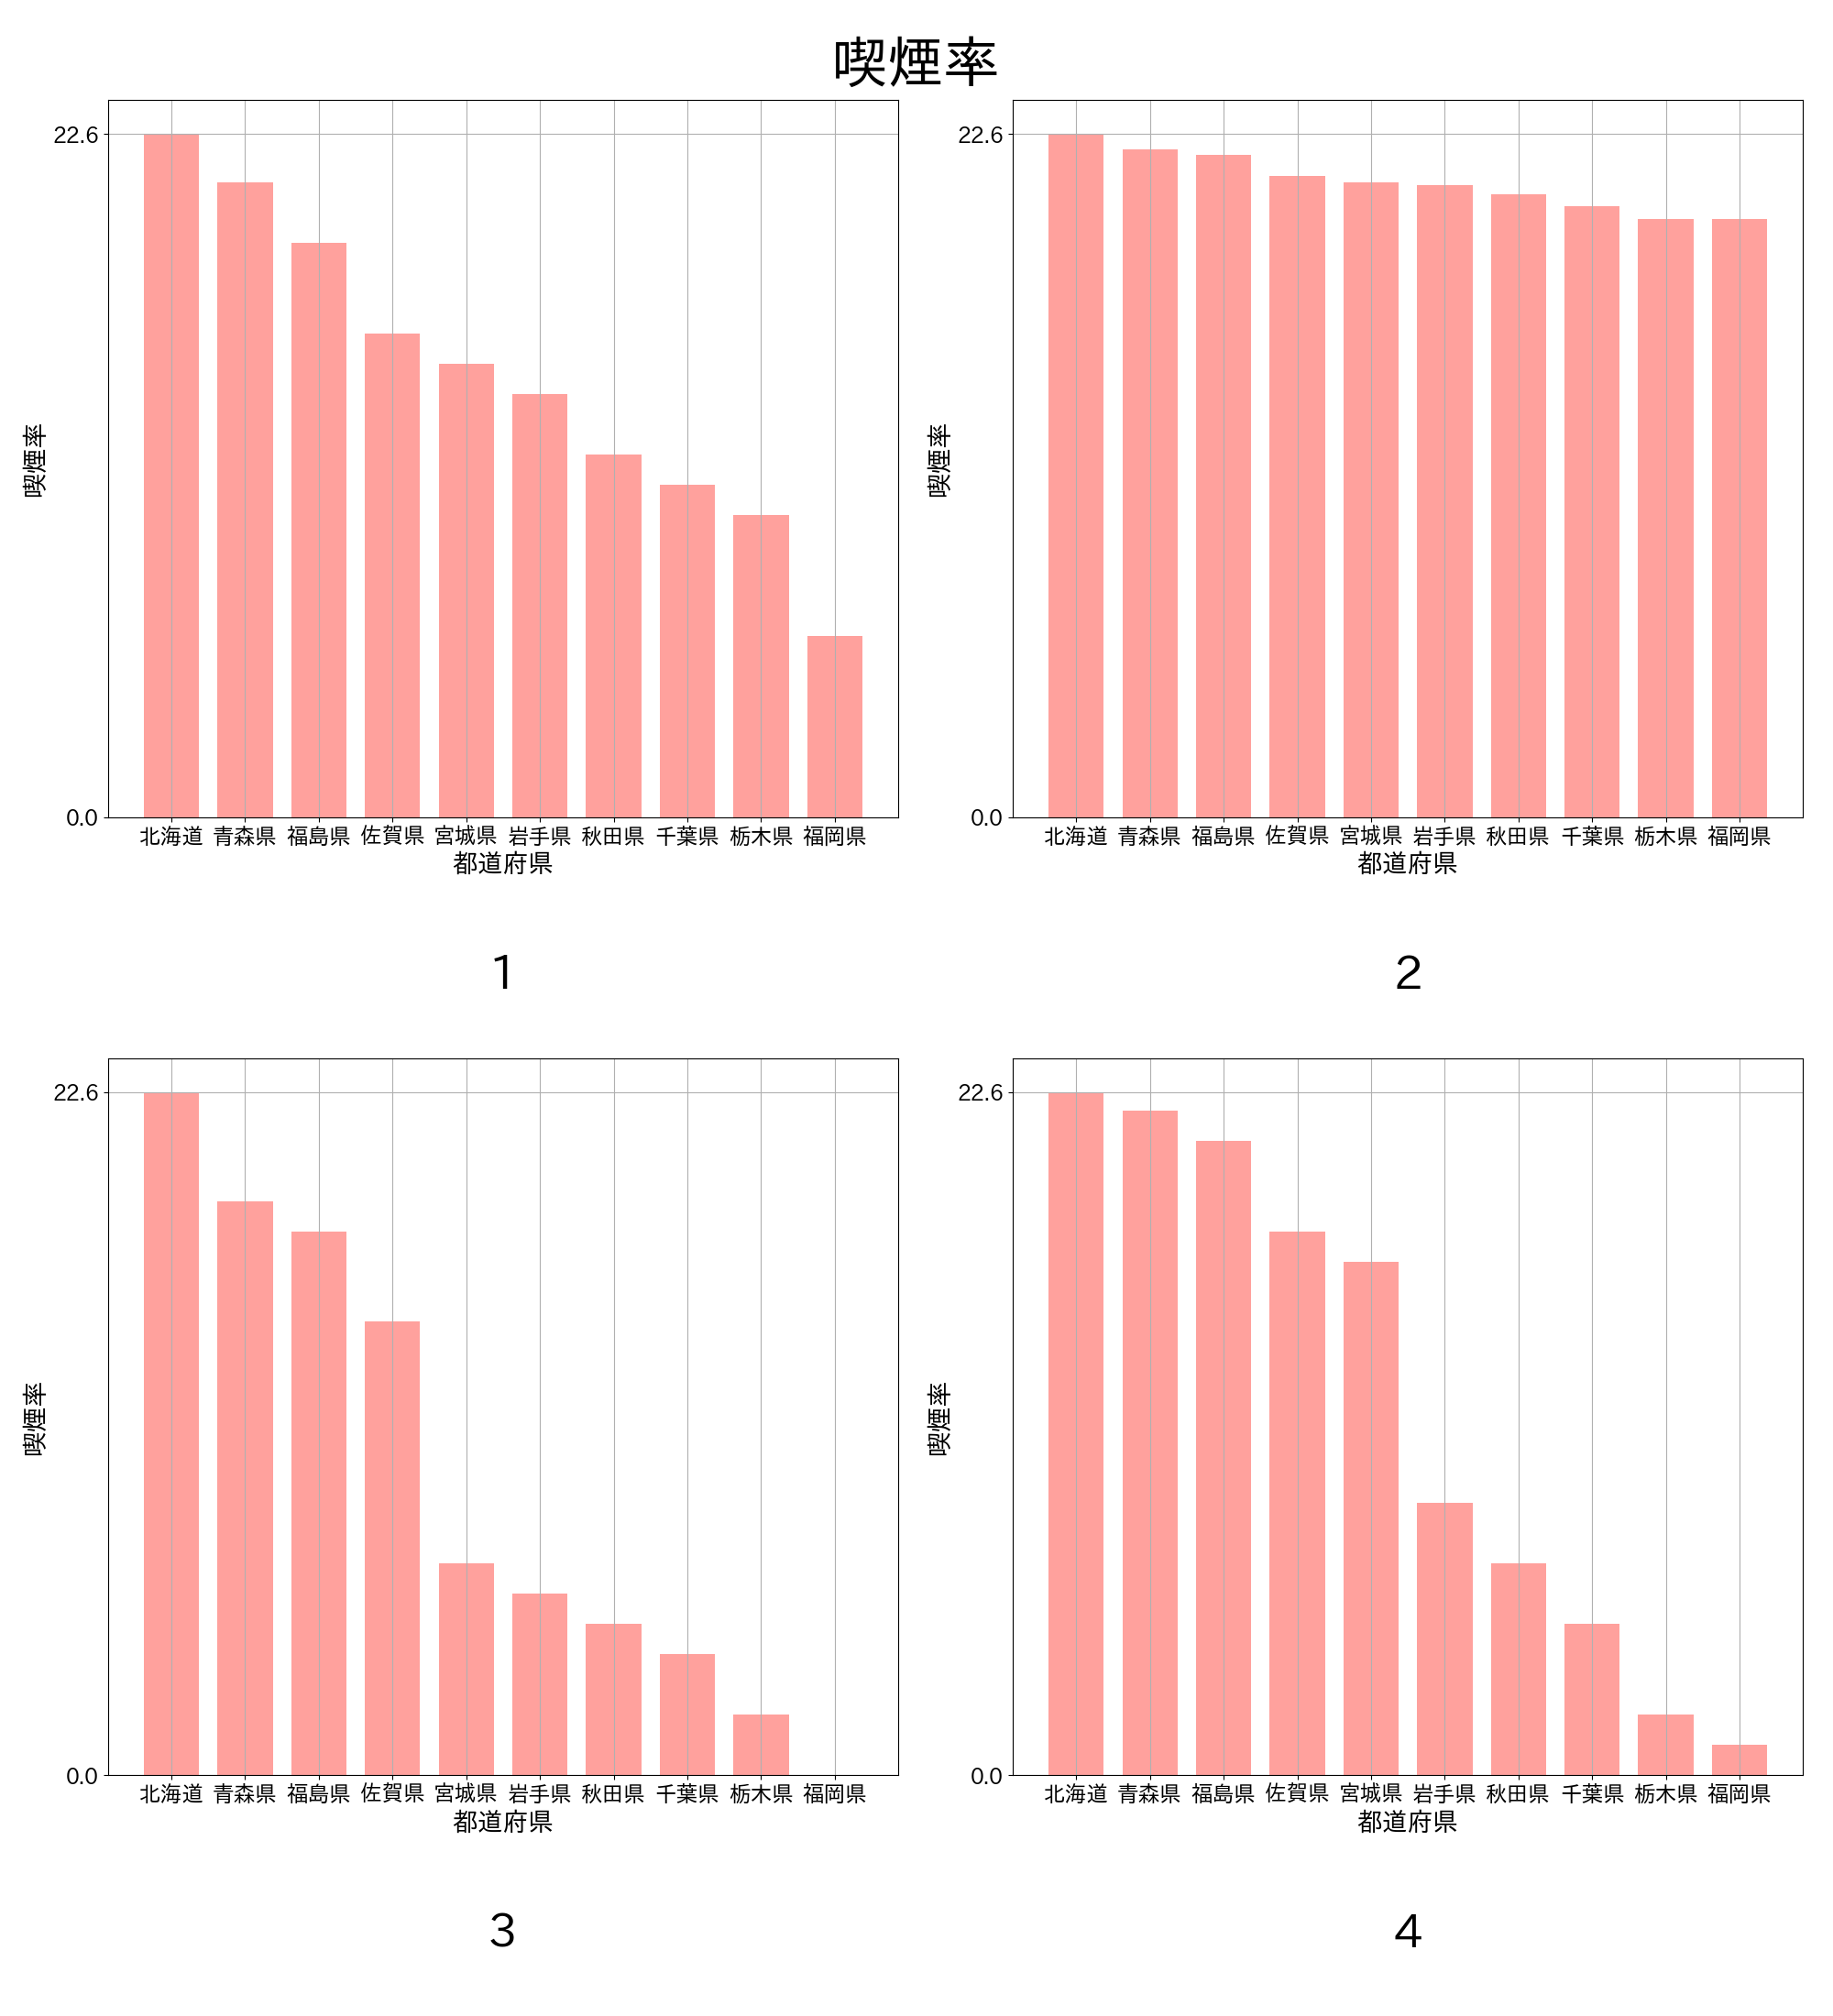 喫煙率
22.6
喫煙率
0.0
北海道 青森県 福島県 佐賀県 宮城県 岩手県 秋田県 千葉県 栃木県 福岡県
都道府県
1
22.6
喫煙率
0.0
北海道 青森県 福島県 佐賀県 宮城県 岩手県 秋田県 千葉県 栃木県 福岡県
都道府県
2
22.6
喫煙率
0.0
北海道 青森県 福島県 佐賀県 宮城県 岩手県 秋田県 千葉県 栃木県 福岡県
都道府県
3
22.6
喫煙率
0.0
北海道 青森県 福島県 佐賀県 宮城県 岩手県 秋田県 千葉県 栃木県 福岡県
都道府県
4